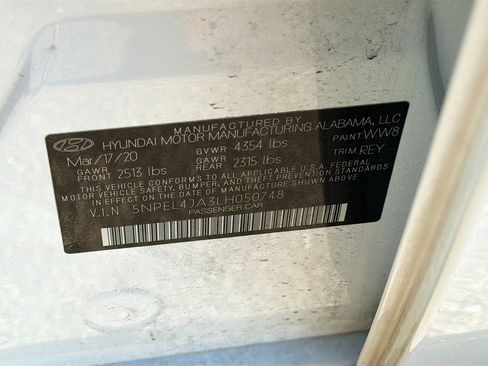 MANUFACTURED BY
HYUNDAI MOTOR MANUFACTURING ALABAMA, LLC
Mar/17/20 GVWR 4354 lbs PAINT WW8
GAWR FRONT 2513 lbs GAWR REAR 2315 lbs TRIM REY
THIS VEHICLE CONFORMS TO ALL APPLICABLE U.S.A FEDERAL
MOTOR VEHICLE SAFETY, BUMPER, AND THEFT PREVENTION STANDARDS
IN EFFECT ON THE DATE OF MANUFACTURE SHOWN ABOVE.
V.I.N 5NPEL4JA3LH050748
PASSENGER CAR